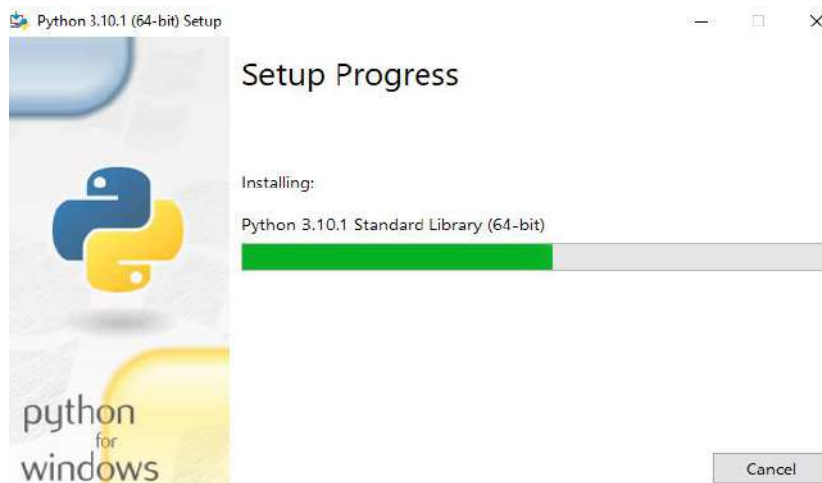 Python 3.10.1 (64-bit) Setup
Setup Progress
Installing:
Python 3.10.1 Standard Library (64-bit)
python
for
windows
Cancel